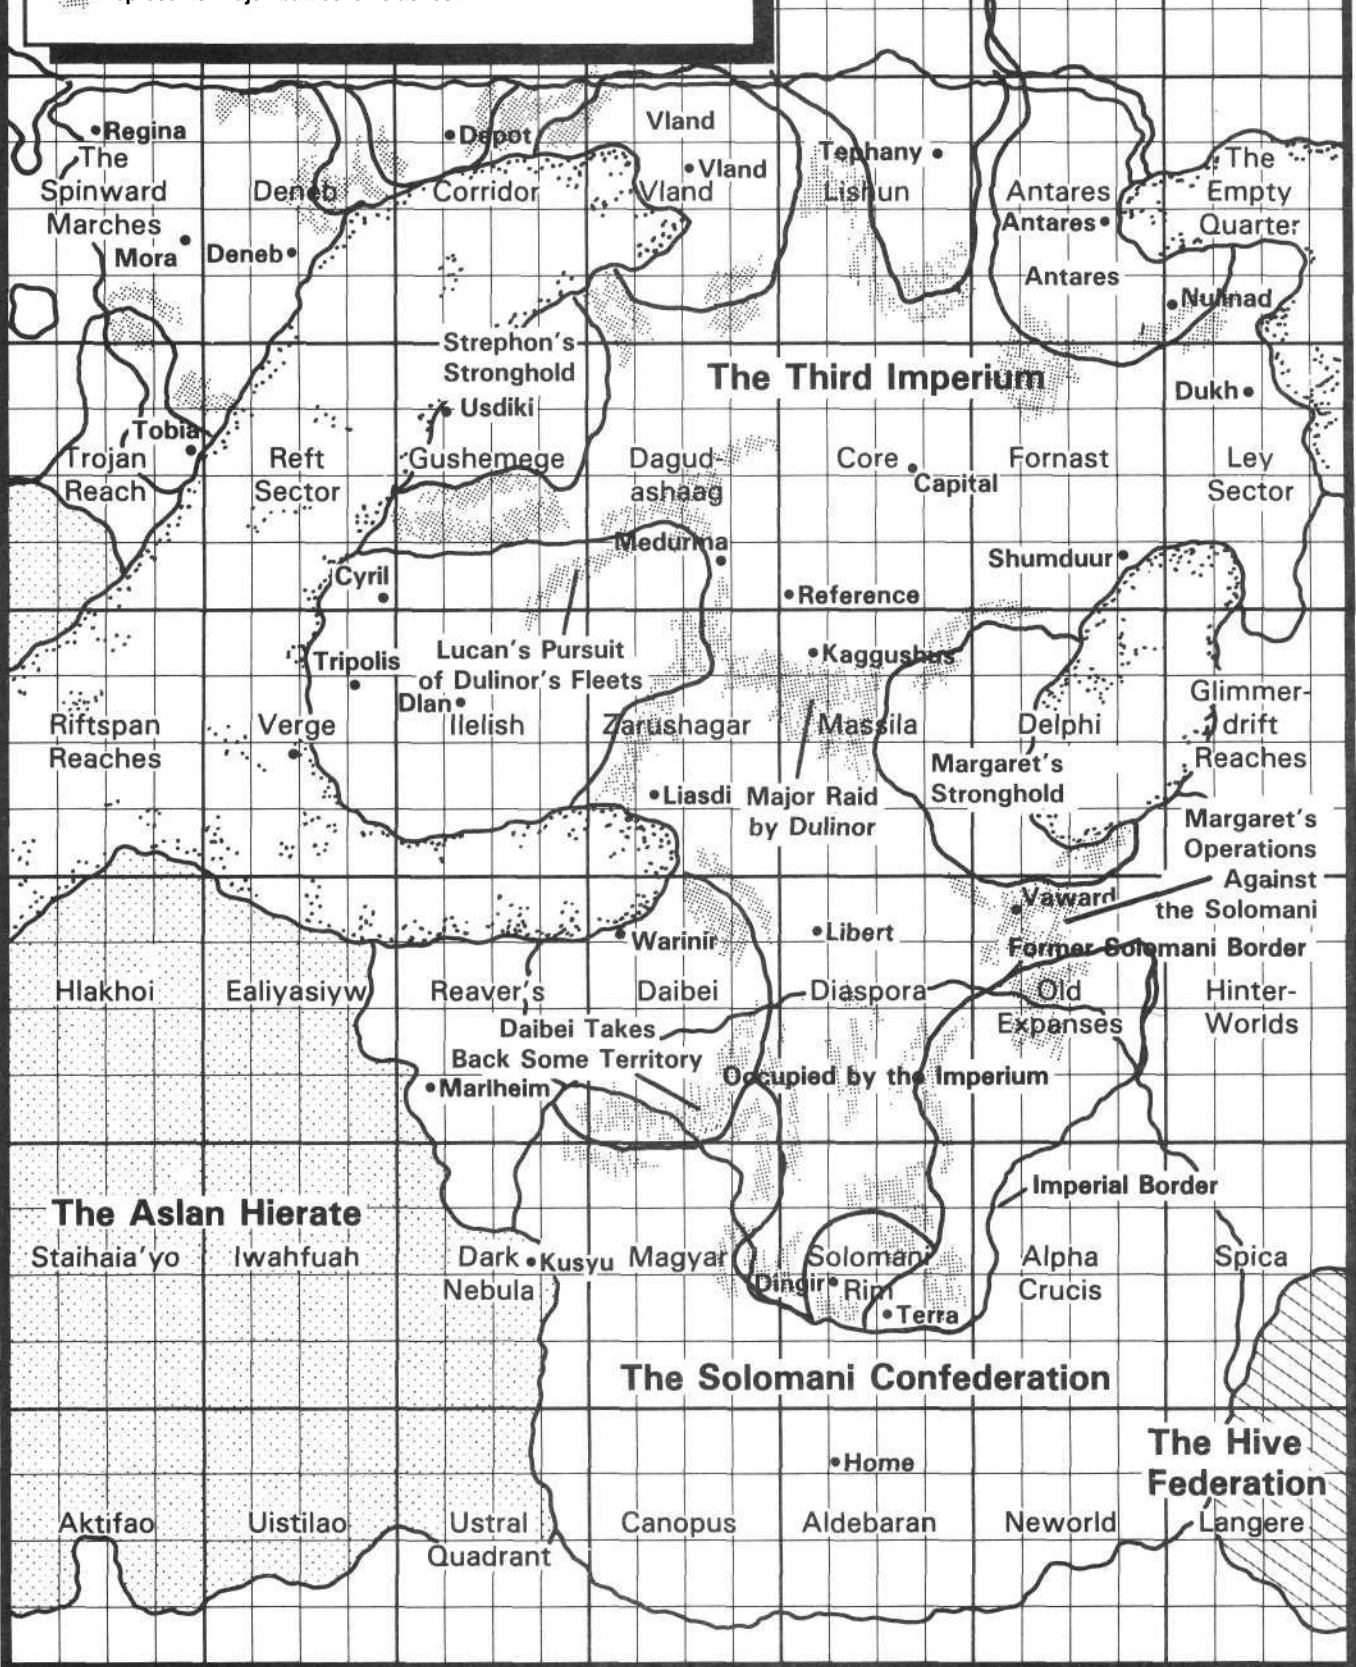 Regina
The
Spinward
Marches
Mora
Deneb
Deneb
Depot
Corridor
Vland
Vland
Vland
Tephany
Lishun
Antares
Antares
Antares
The
Empty
Quarter
Nulinad
Strephon's
Stronghold
Usdiki
The Third Imperium
Dukh
Tobia
Trojan
Reach
Reft
Sector
Gushemege
Dagud-
ashaag
Core
Capital
Fornast
Ley
Sector
Medurma
Cyril
Shumduur
Reference
Tripolis
Lucan's Pursuit
of Dulinor's Fleets
Dlan
Kaggushus
Riftspan
Reaches
Verge
Ilelish
Zarushagar
Massila
Delphi
Glimmer-
drift
Reaches
Margaret's
Stronghold
Liasdi
Major Raid
by Dulinor
Margaret's
Operations
Against
the Solomani
Vaward
Warinir
Libert
Former Solomani Border
Hlakhoi
Ealiyasiyw
Reaver's
Daibei
Diaspora
Old
Expanses
Hinter-
Worlds
Daibei Takes
Back Some Territory
Marlheim
Occupied by the Imperium
The Aslan Hierate
Imperial Border
Staihaia'yo
Iwahfuah
Dark
Nebula
Kusyu
Magyar
Solomani
Rim
Dingir
Terra
Alpha
Crucis
Spica
The Solomani Confederation
Home
The Hive
Federation
Aktifao
Uistilao
Ustral
Quadrant
Canopus
Aldebaran
Neworld
Langere